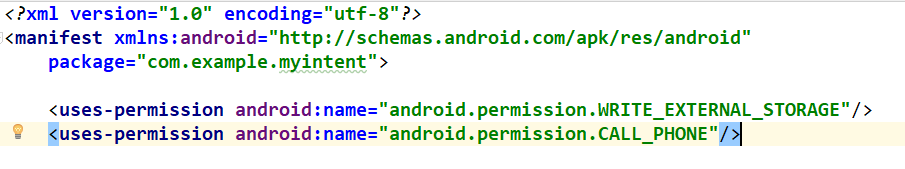 <?xml version="1.0" encoding="utf-8"?>
<manifest xmlns:android="http://schemas.android.com/apk/res/android"
    package="com.example.myintent">

    <uses-permission android:name="android.permission.WRITE_EXTERNAL_STORAGE"/>
    <uses-permission android:name="android.permission.CALL_PHONE"/>